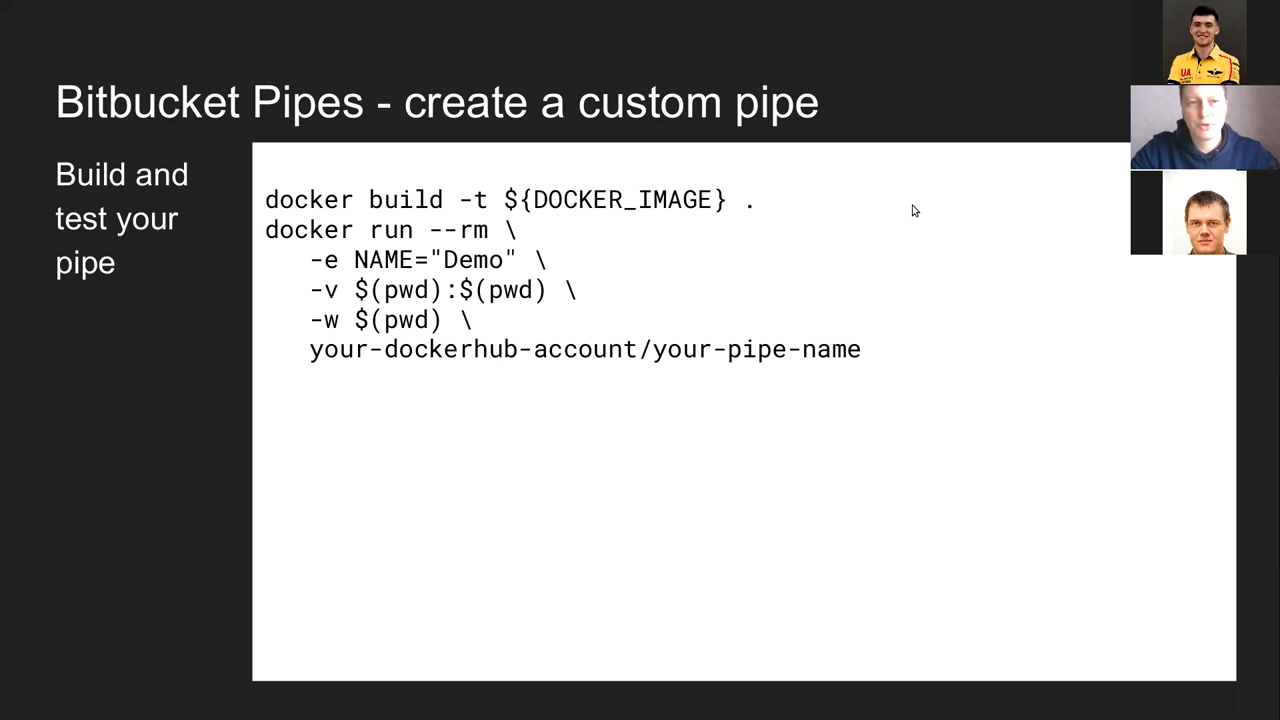 Bitbucket Pipes - create a custom pipe
Build and
test your
pipe
docker build -t ${DOCKER_IMAGE} .
docker run --rm \
-e NAME="Demo" \
-v $(pwd):$(pwd) \
-w $(pwd) \
your-dockerhub-account/your-pipe-name
UA